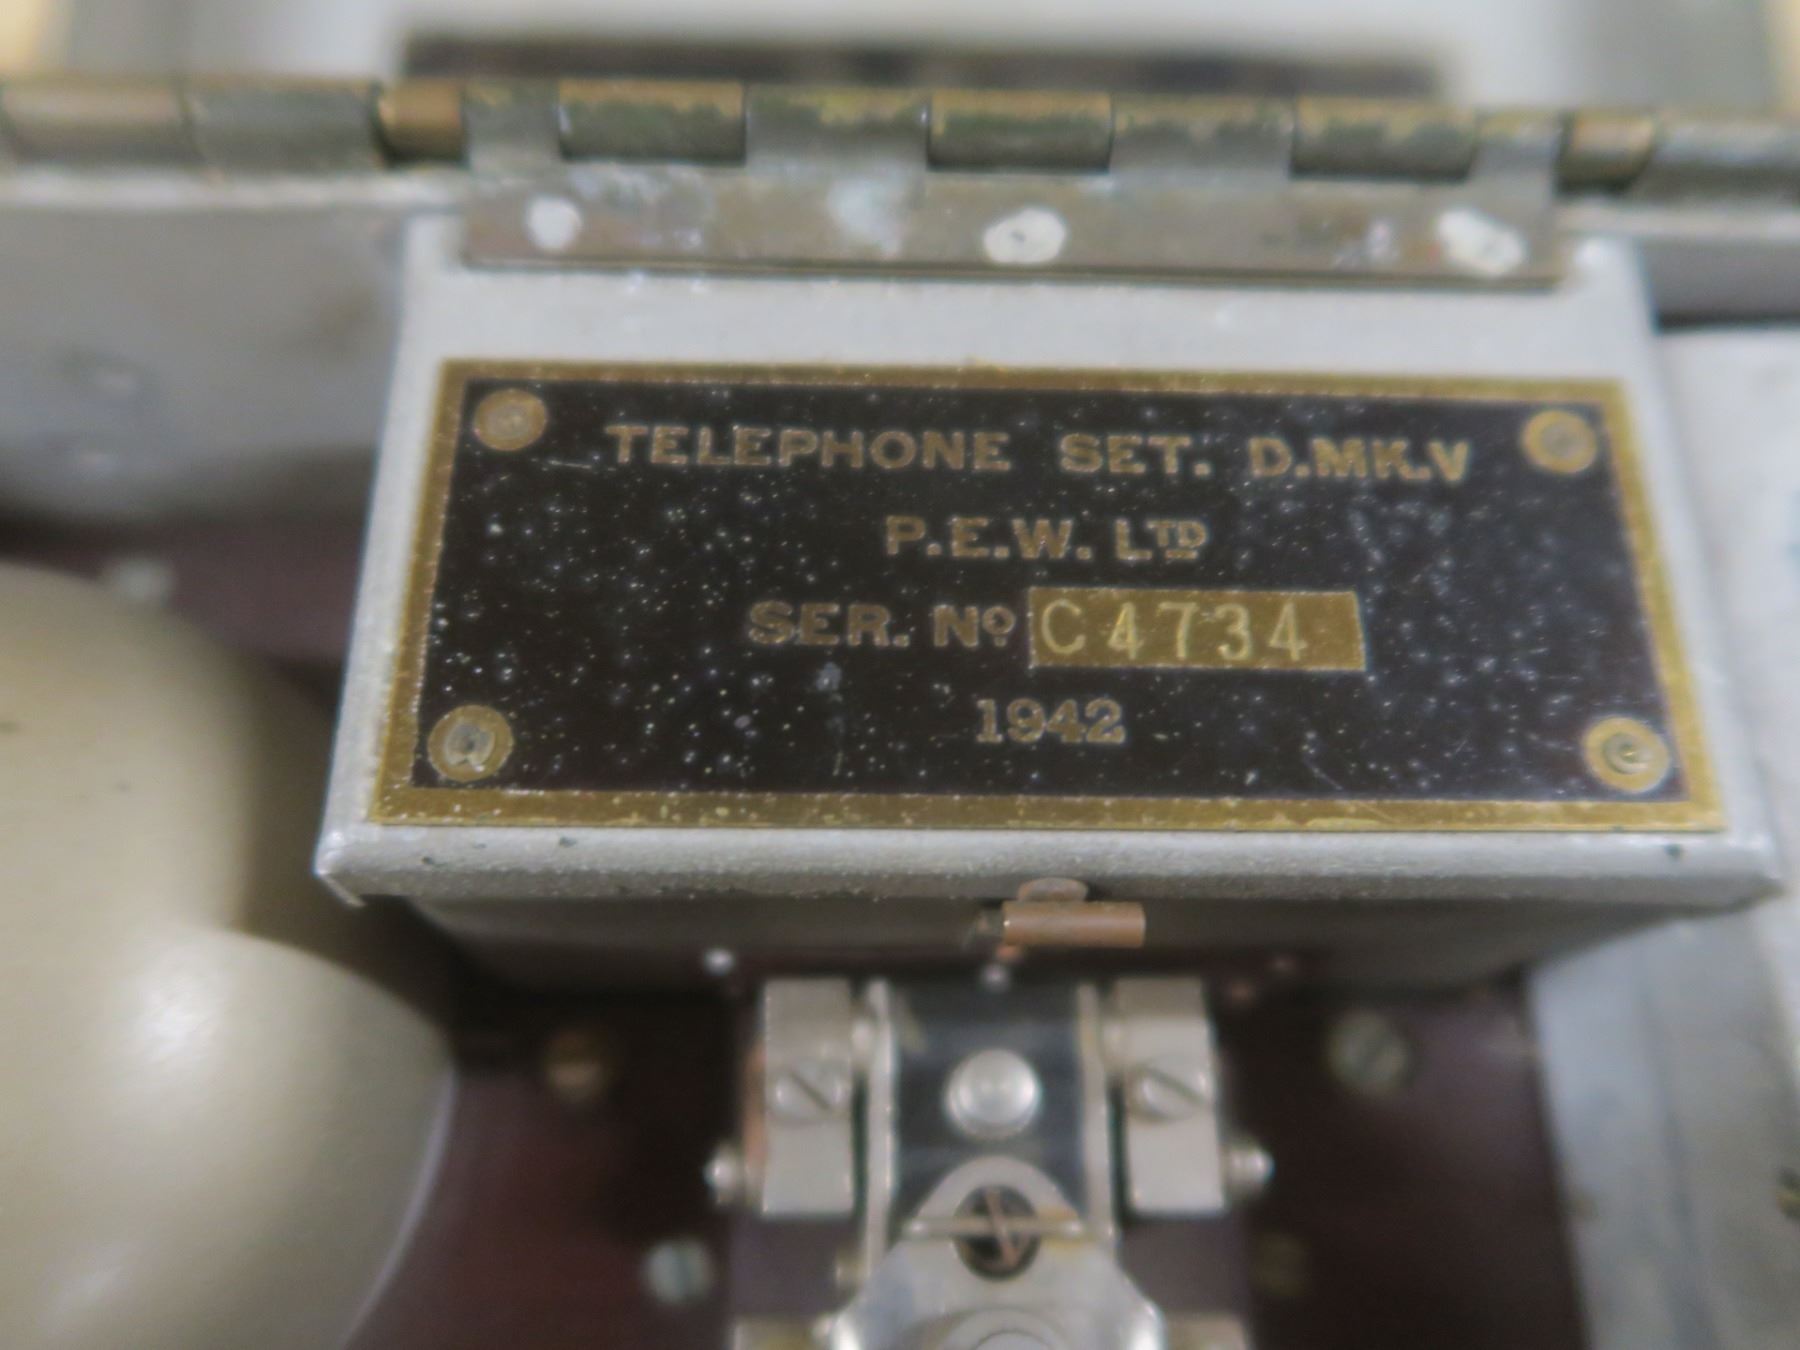 TELEPHONE SET. D.MK.V
P.E.W. LTD
SER. No C4734
1942